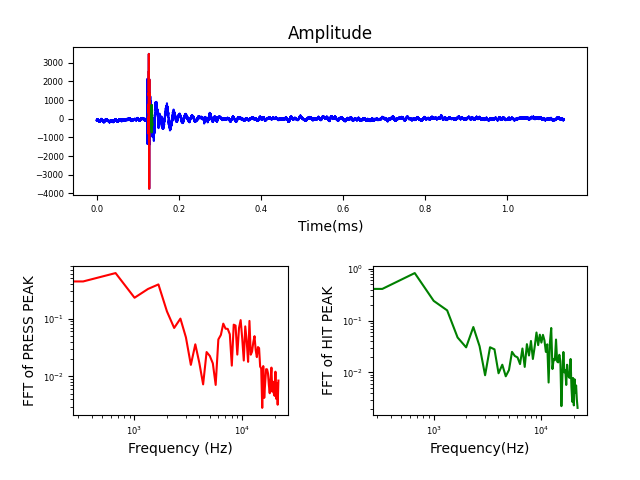 Amplitude
3000
2000
1000
0
−1000
−2000
−3000
−4000
0.0 0.2 0.4 0.6 0.8 1.0
Time(ms)
FFT of PRESS PEAK
10⁻¹
10⁻²
10³ 10⁴
Frequency (Hz)
FFT of HIT PEAK
10⁰
10⁻¹
10⁻²
10³ 10⁴
Frequency(Hz)